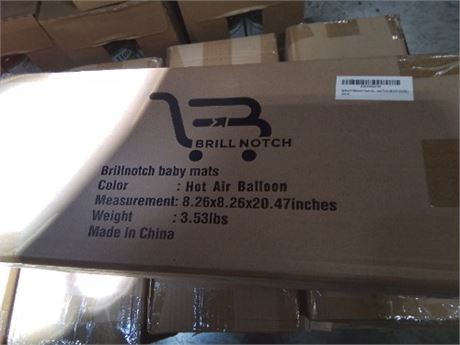 BRILL NOTCH
Brillnotch baby mats
Color : Hot Air Balloon
Measurement: 8.26x8.26x20.47inches
Weight : 3.53lbs
Made in China